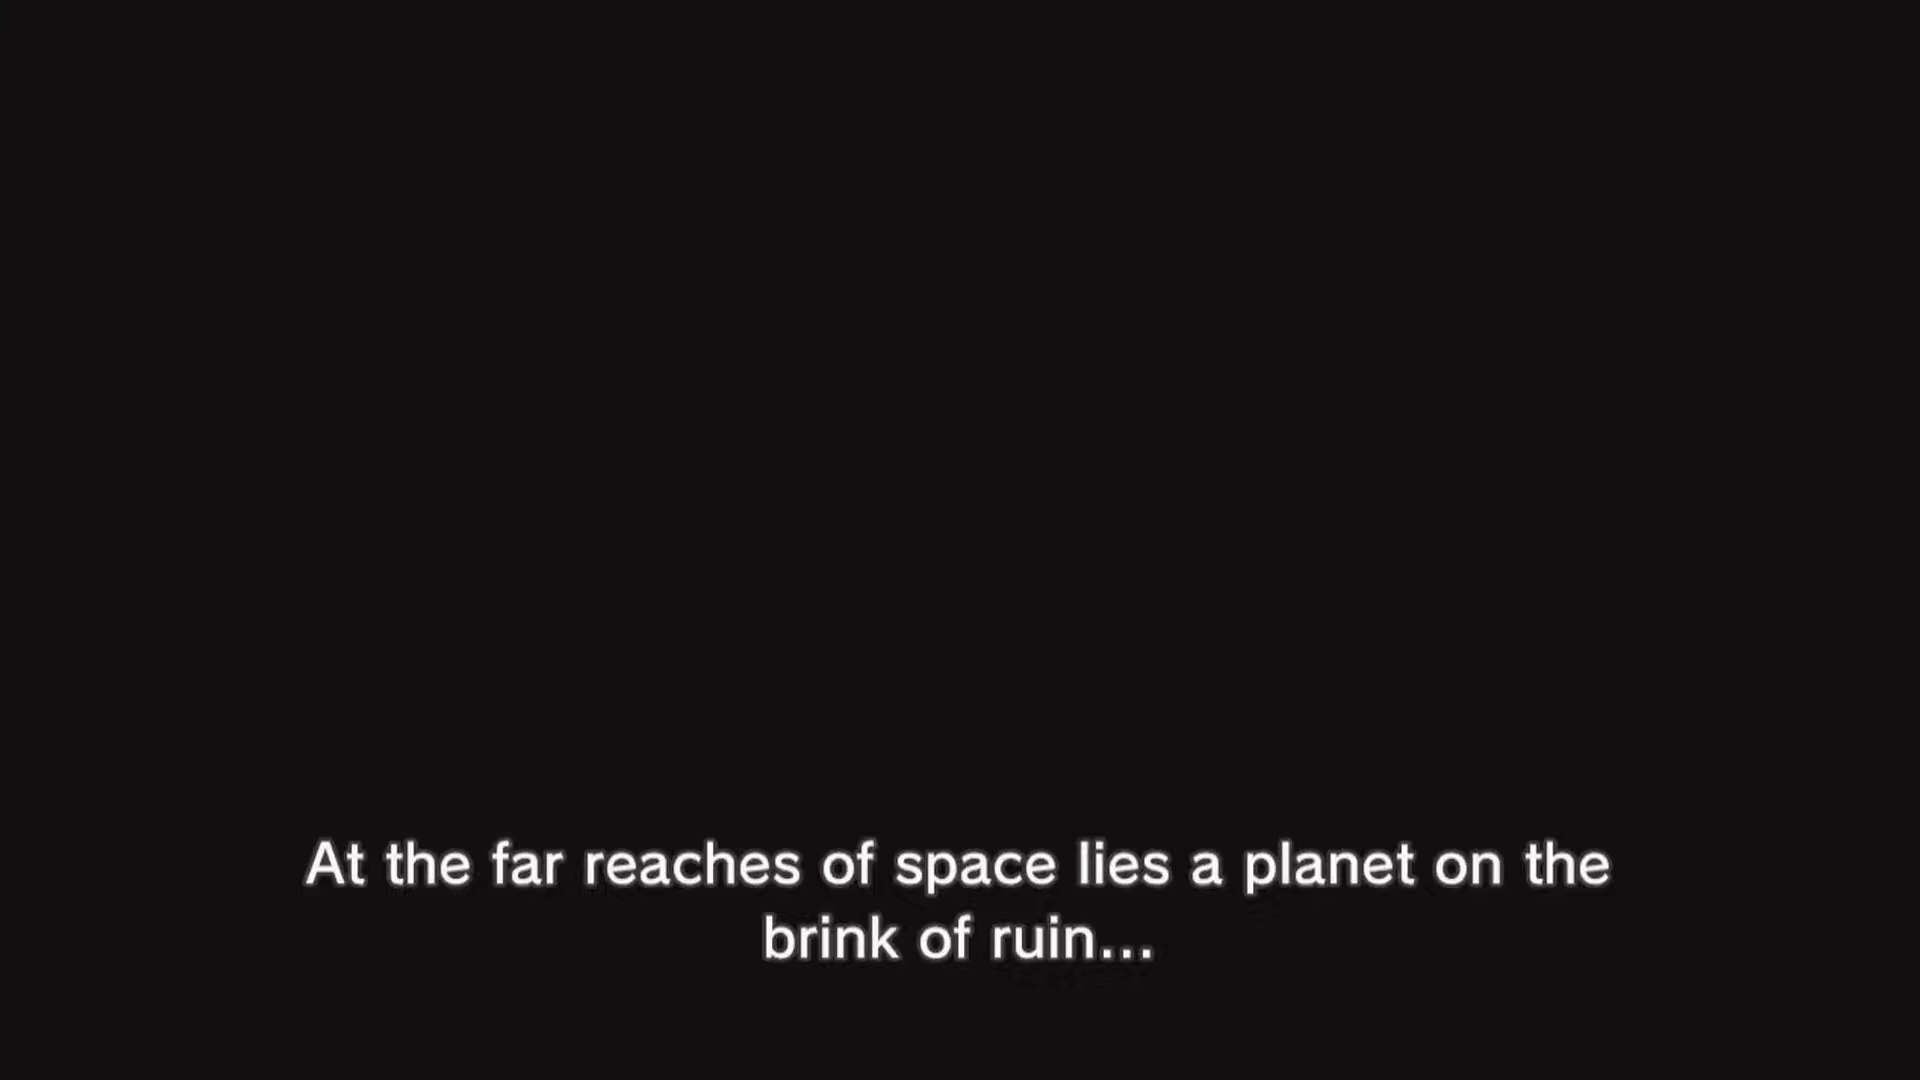 At the far reaches of space lies a planet on the
brink of ruin...